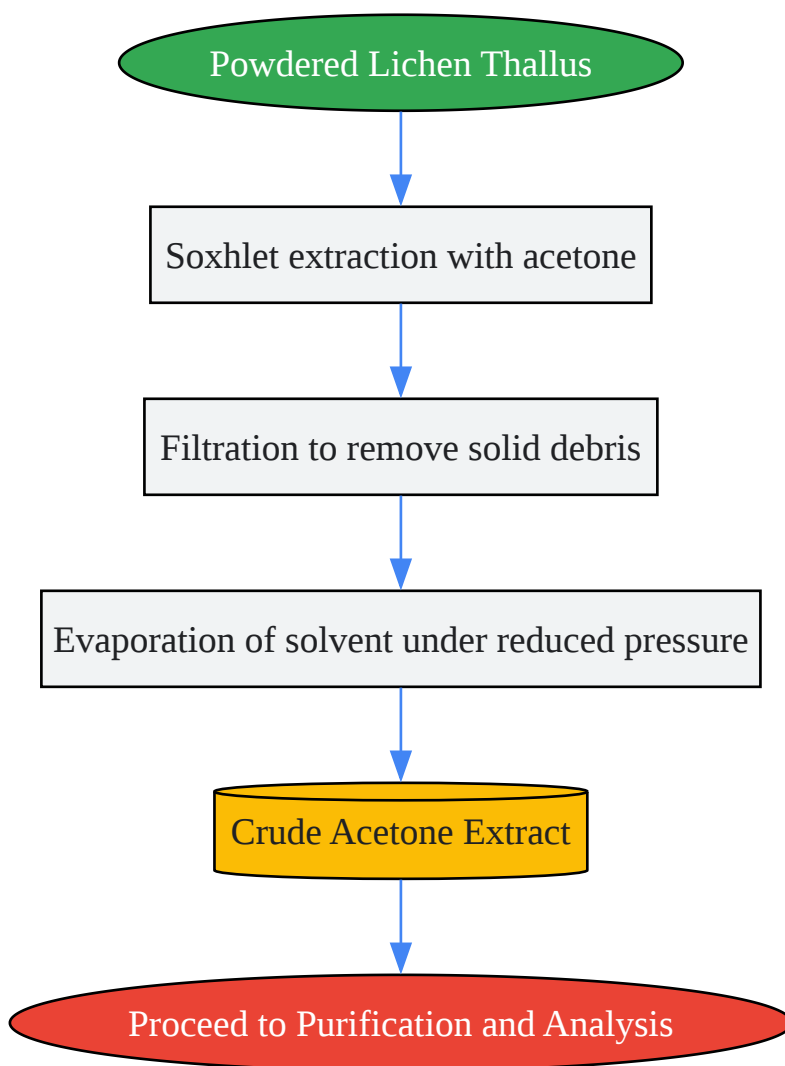 Powdered Lichen Thallus
Soxhlet extraction with acetone
Filtration to remove solid debris
Evaporation of solvent under reduced pressure
Crude Acetone Extract
Proceed to Purification and Analysis